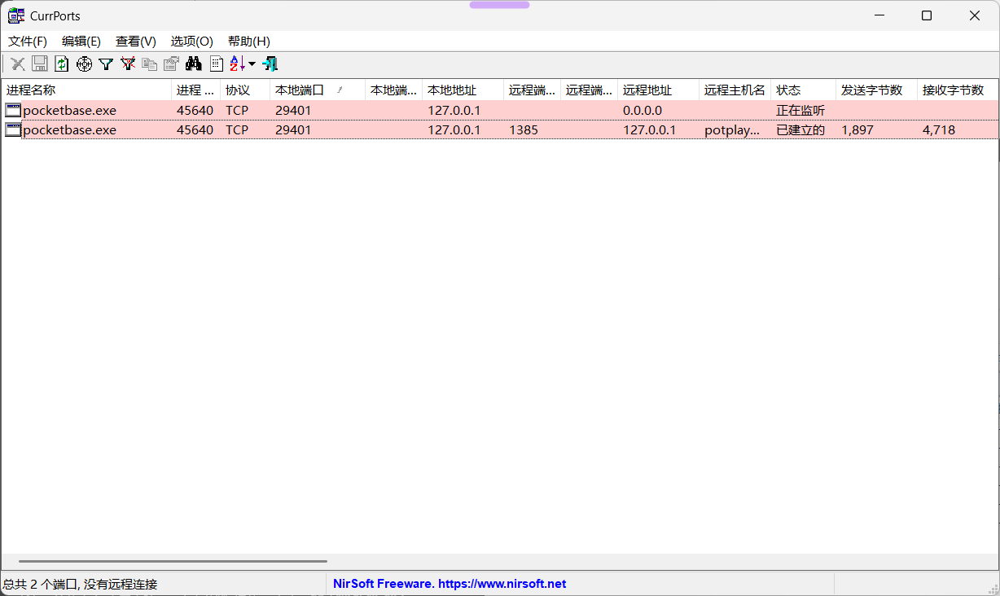 CurrPorts
文件(F) 编辑(E) 查看(V) 选项(O) 帮助(H)
进程名称 进程 ... 协议 本地端口 本地端... 本地地址 远程端... 远程端... 远程地址 远程主机名 状态 发送字节数 接收字节数
pocketbase.exe 45640 TCP 29401 127.0.0.1 0.0.0.0 正在监听
pocketbase.exe 45640 TCP 29401 127.0.0.1 1385 127.0.0.1 potplay... 已建立的 1,897 4,718
总共 2 个端口, 没有远程连接 NirSoft Freeware. https://www.nirsoft.net